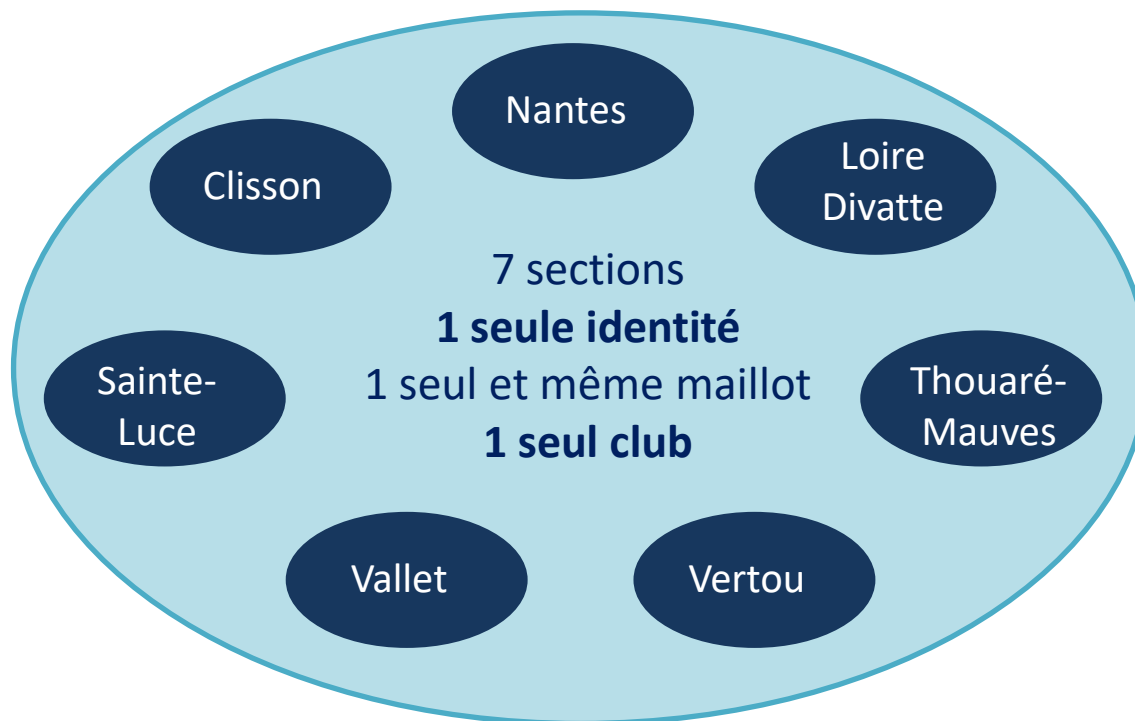 Nantes
Clisson
Loire
Divatte
7 sections
1 seule identité
1 seul et même maillot
1 seul club
Sainte-
Luce
Thouaré-
Mauves
Vallet
Vertou